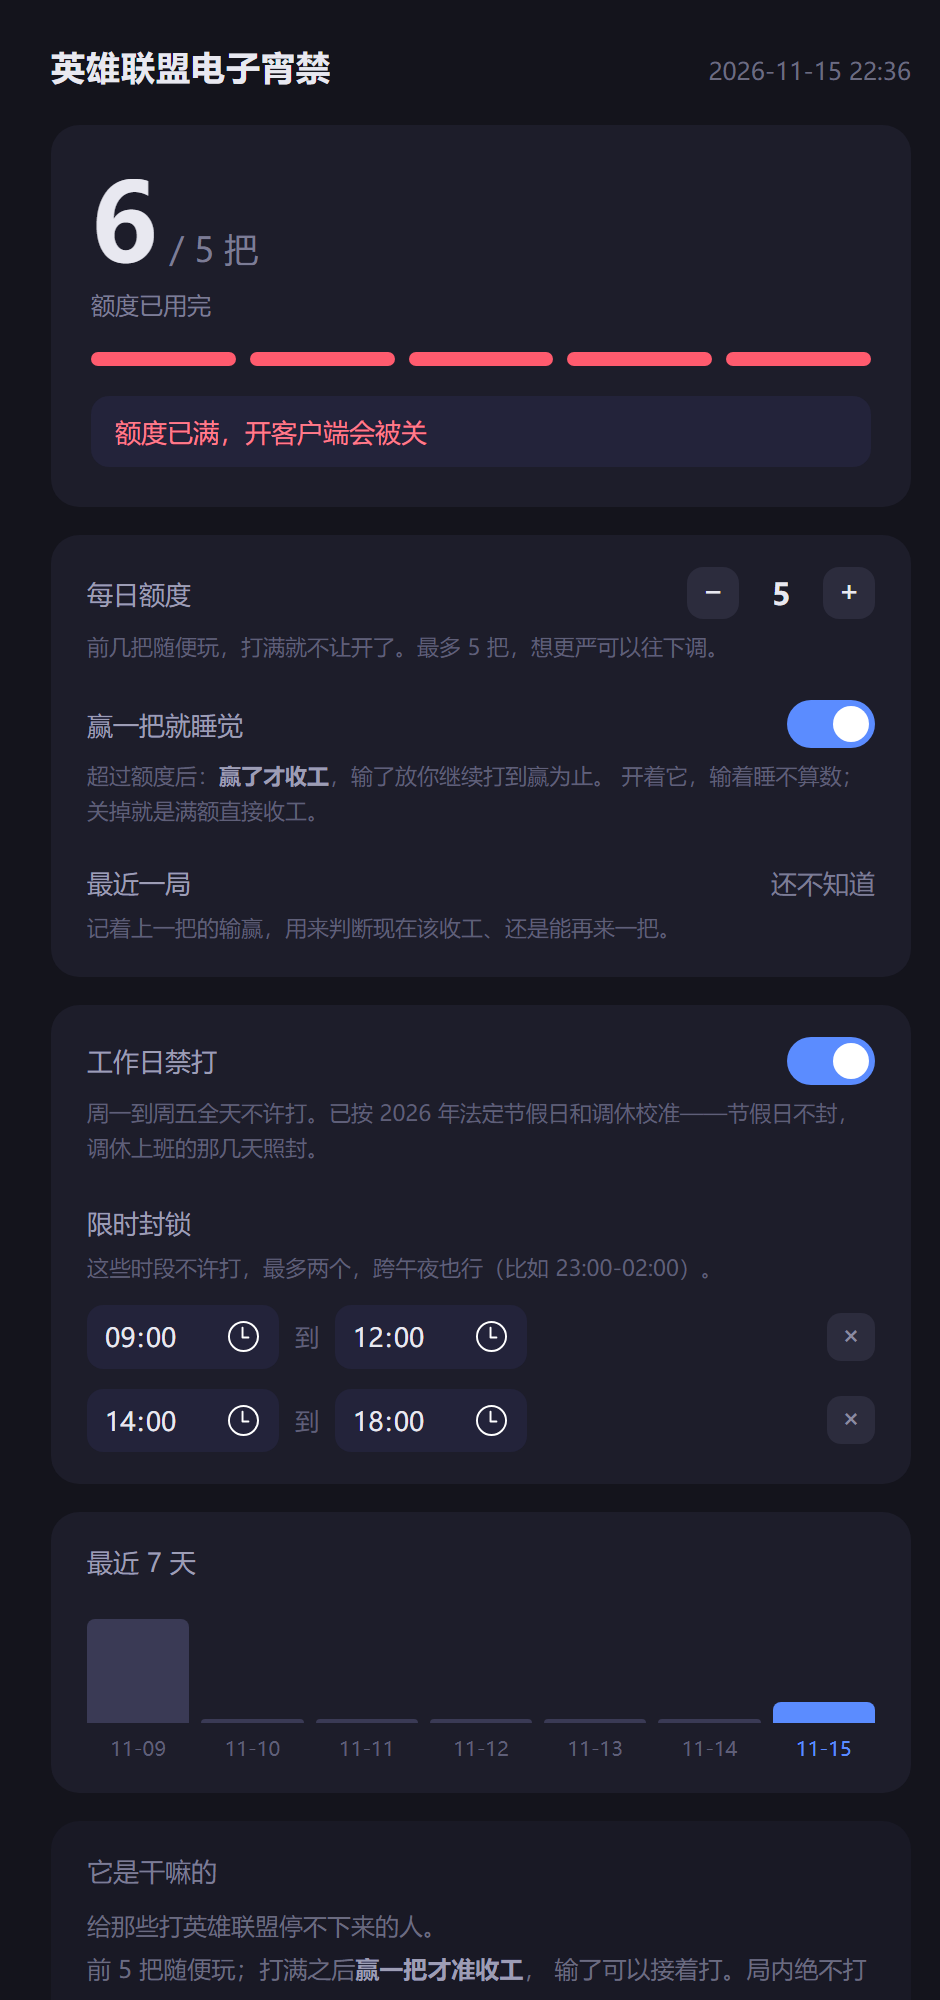 英雄联盟电子宵禁
2026-11-15 22:36
6 / 5 把
额度已用完
额度已满，开客户端会被关
每日额度
− 5 +
前几把随便玩，打满就不让开了。最多 5 把，想更严可以往下调。
赢一把就睡觉
超过额度后：赢了才收工，输了放你继续打到赢为止。 开着它，输着睡不算数；
关掉就是满额直接收工。
最近一局
还不知道
记着上一把的输赢，用来判断现在该收工、还是能再来一把。
工作日禁打
周一到周五全天不许打。已按 2026 年法定节假日和调休校准——节假日不封，
调休上班的那几天照封。
限时封锁
这些时段不许打，最多两个，跨午夜也行（比如 23:00-02:00）。
09:00 到 12:00 ×
14:00 到 18:00 ×
最近 7 天
11-09 11-10 11-11 11-12 11-13 11-14 11-15
它是干嘛的
给那些打英雄联盟停不下来的人。
前 5 把随便玩；打满之后赢一把才准收工， 输了可以接着打。局内绝不打